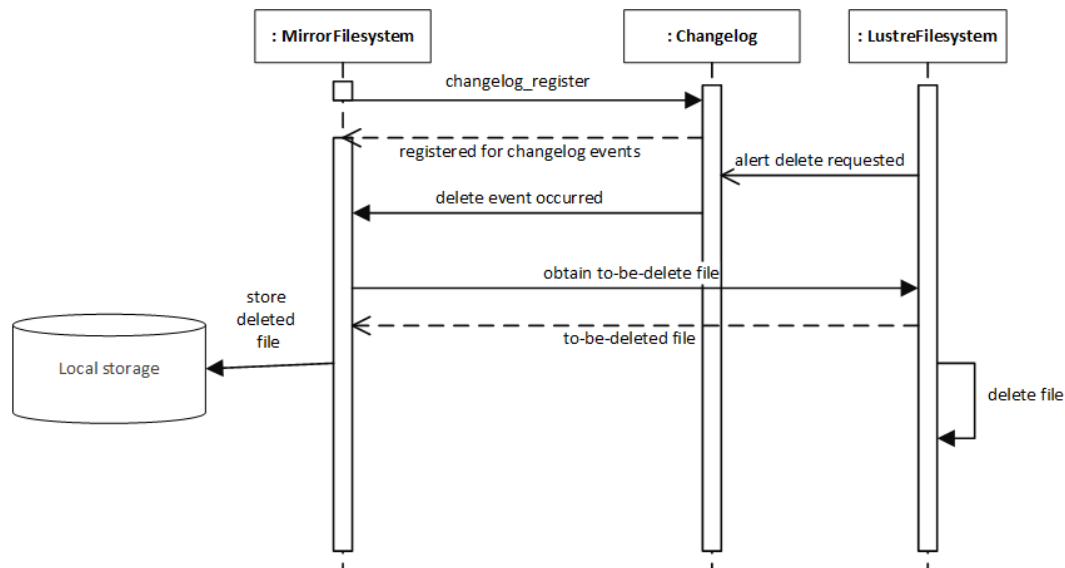 : MirrorFilesystem
: Changelog
: LustreFilesystem
changelog_register
registered for changelog events
alert delete requested
delete event occurred
obtain to-be-delete file
store
deleted
file
to-be-deleted file
Local storage
delete file